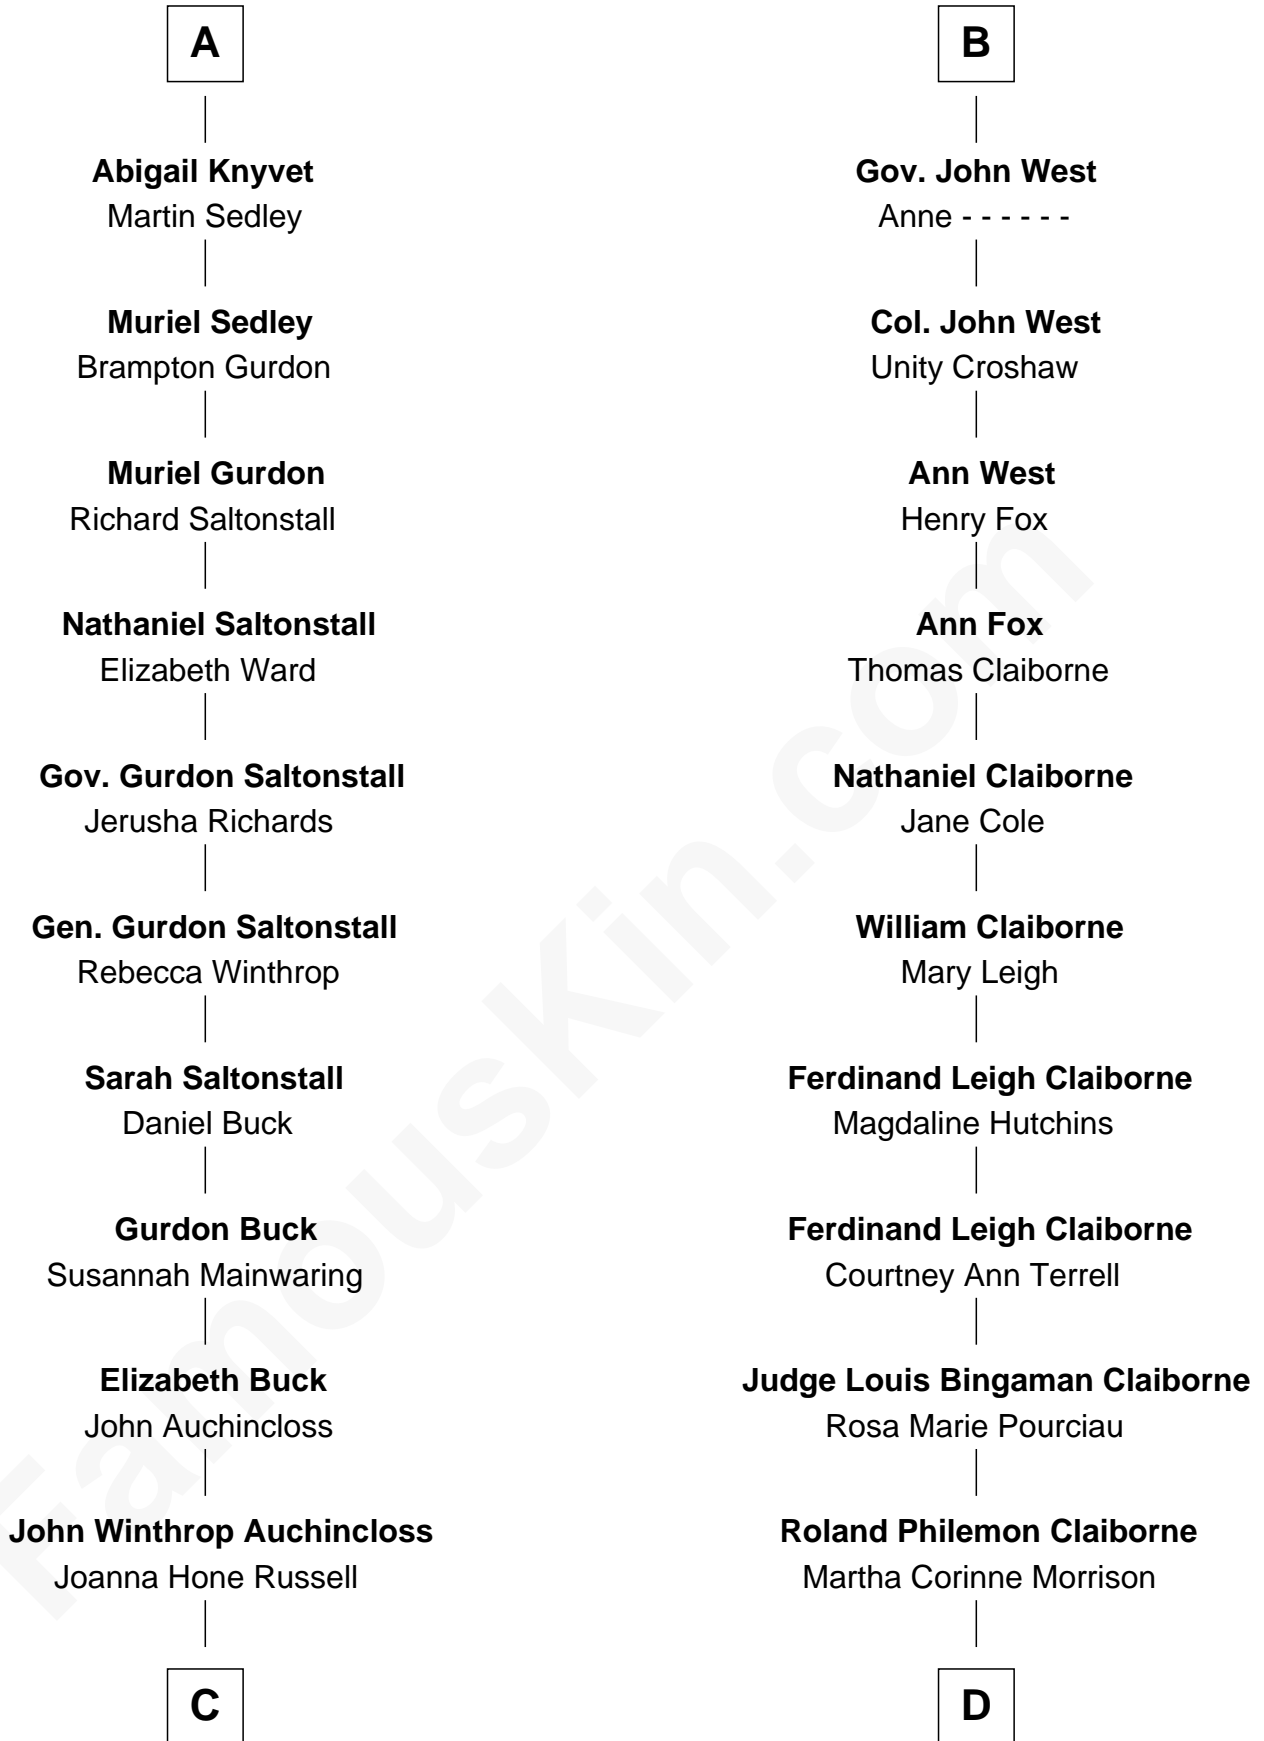 A
Abigail Knyvet
Martin Sedley
Muriel Sedley
Brampton Gurdon
Muriel Gurdon
Richard Saltonstall
Nathaniel Saltonstall
Elizabeth Ward
Gov. Gurdon Saltonstall
Jerusha Richards
Gen. Gurdon Saltonstall
Rebecca Winthrop
Sarah Saltonstall
Daniel Buck
Gurdon Buck
Susannah Mainwaring
Elizabeth Buck
John Auchincloss
John Winthrop Auchincloss
Joanna Hone Russell
C
B
Gov. John West
Anne - - - - - -
Col. John West
Unity Croshaw
Ann West
Henry Fox
Ann Fox
Thomas Claiborne
Nathaniel Claiborne
Jane Cole
William Claiborne
Mary Leigh
Ferdinand Leigh Claiborne
Magdaline Hutchins
Ferdinand Leigh Claiborne
Courtney Ann Terrell
Judge Louis Bingaman Claiborne
Rosa Marie Pourciau
Roland Philemon Claiborne
Martha Corinne Morrison
D
FamousKin.com